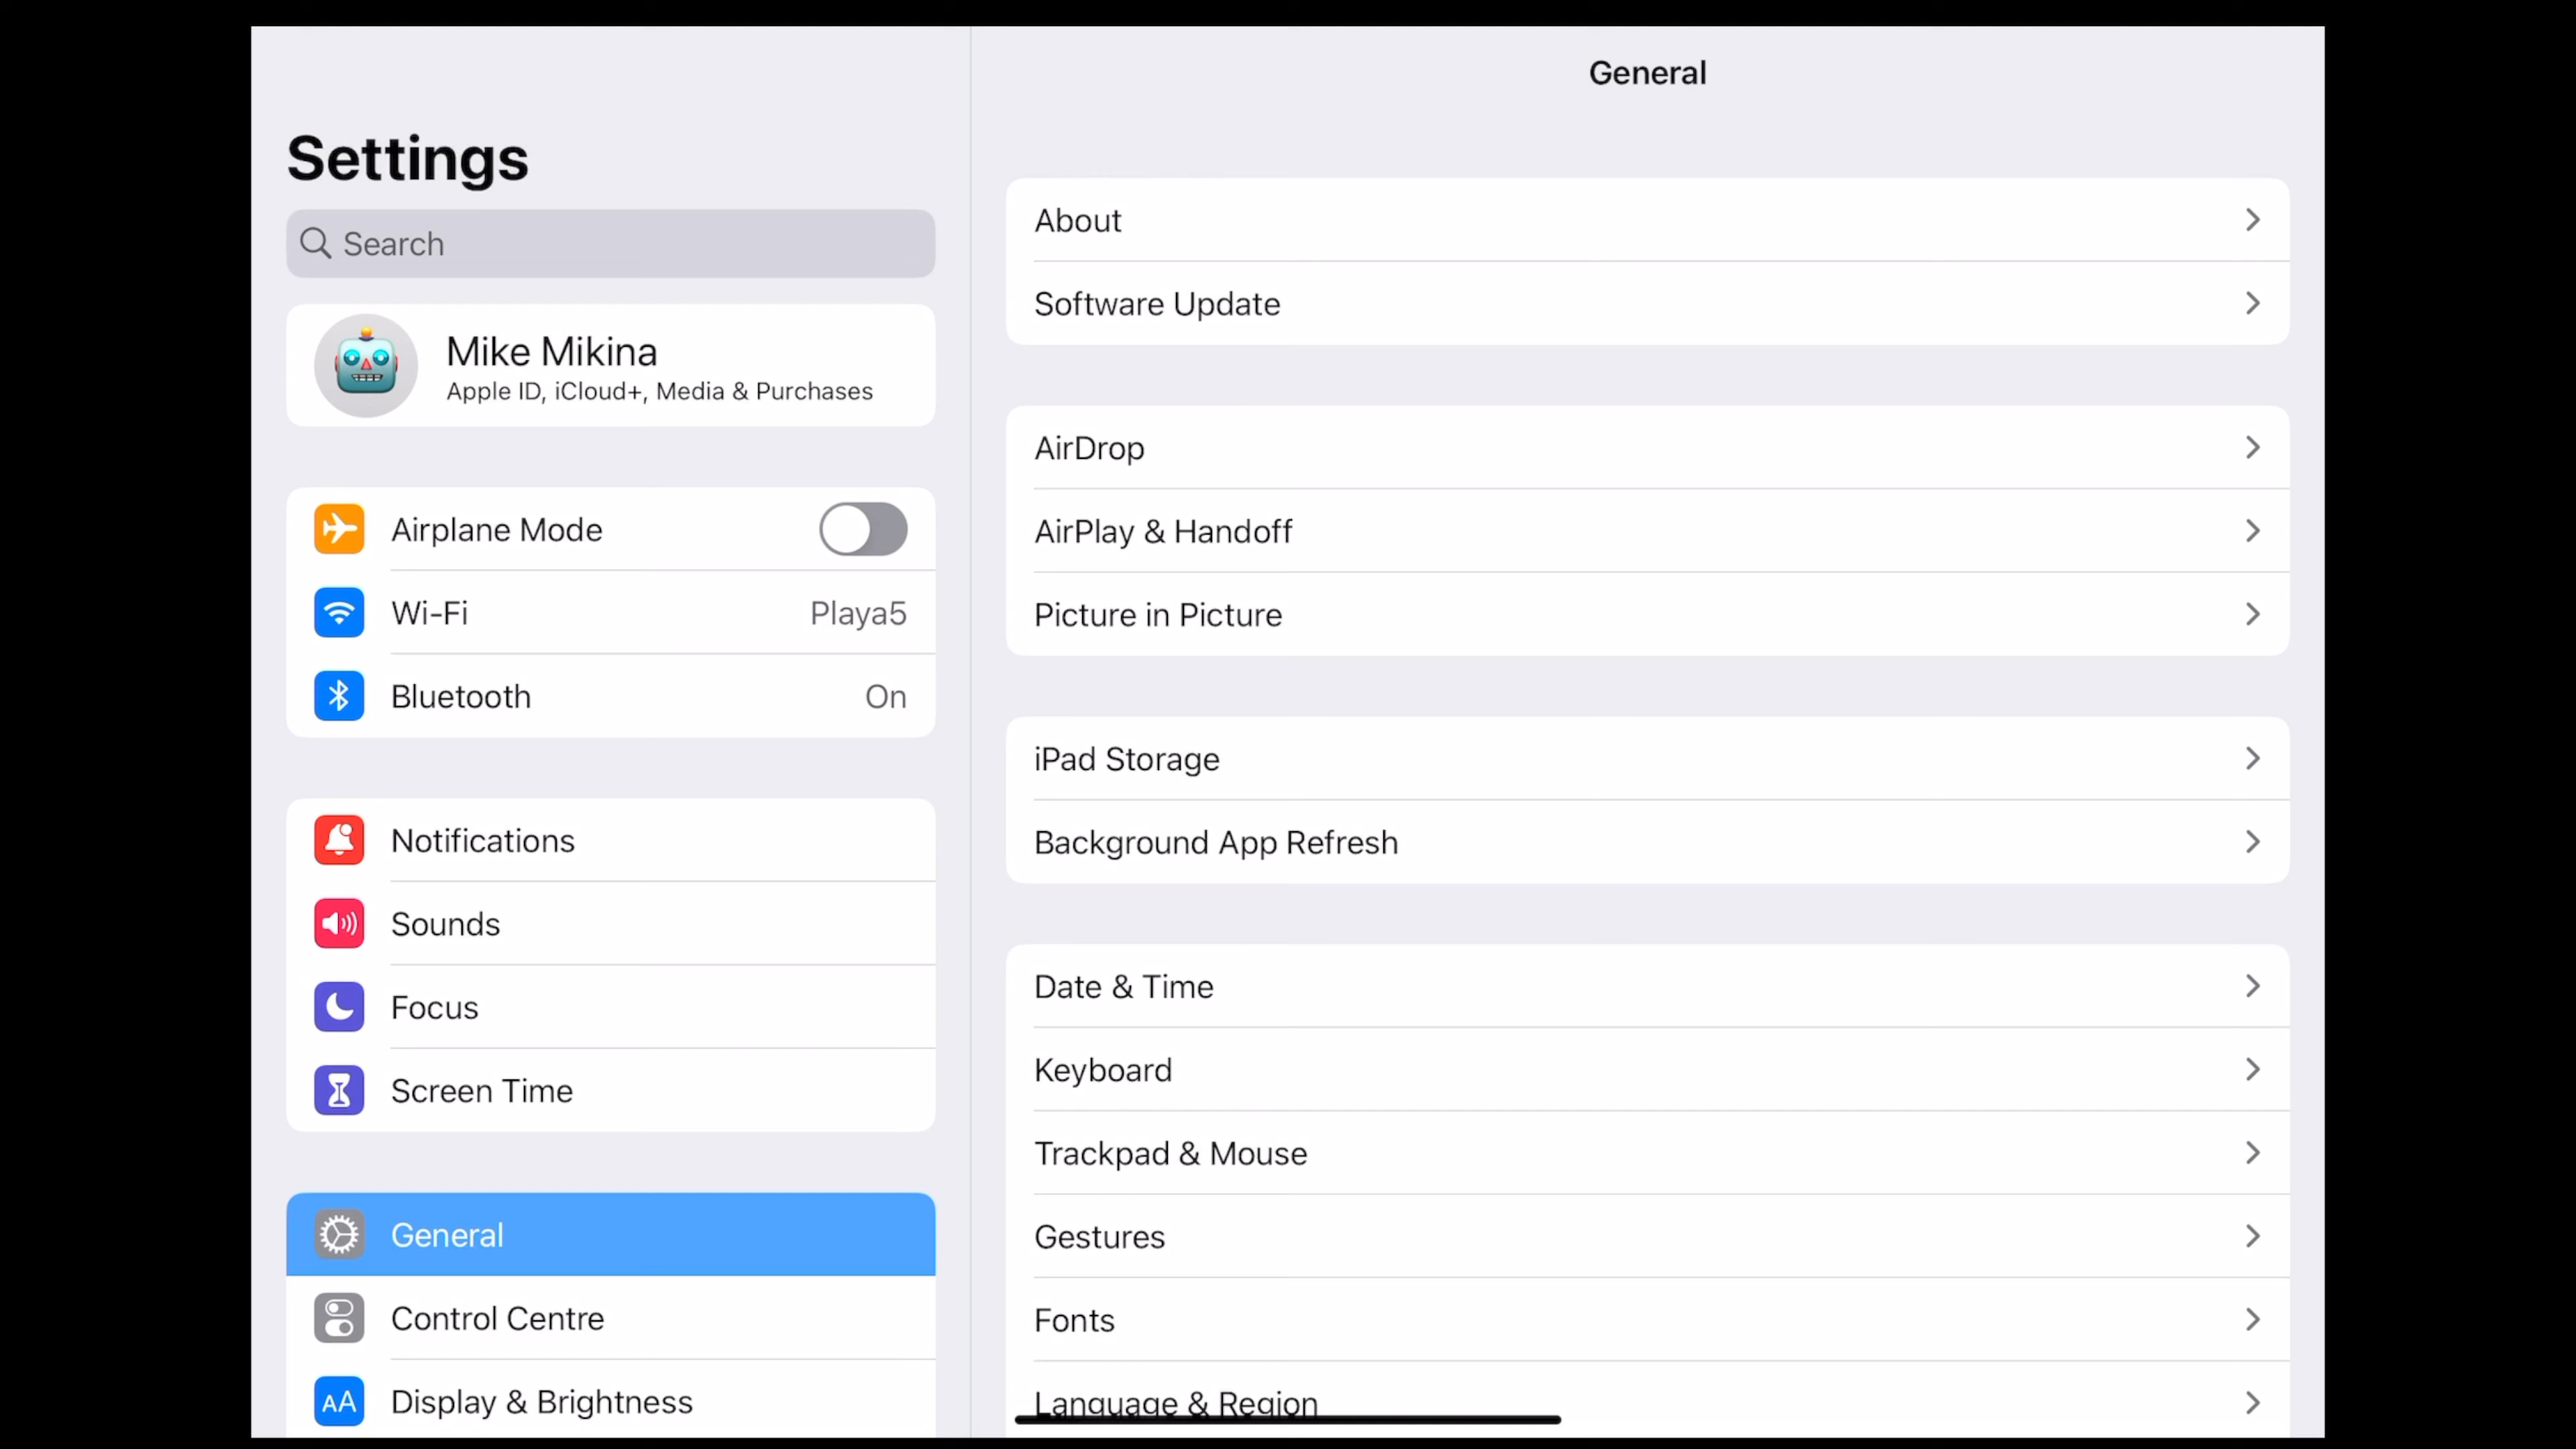 Settings
Search
Mike Mikina
Apple ID, iCloud+, Media & Purchases
Airplane Mode
Wi-Fi
Playa5
Bluetooth
On
Notifications
Sounds
Focus
Screen Time
General
Control Centre
AA
Display & Brightness
General
About
Software Update
AirDrop
AirPlay & Handoff
Picture in Picture
iPad Storage
Background App Refresh
Date & Time
Keyboard
Trackpad & Mouse
Gestures
Fonts
Language & Region